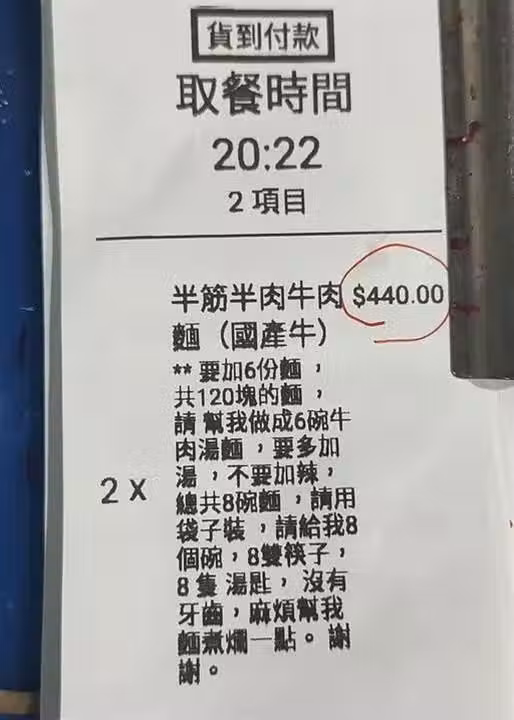 貨到付款
取餐時間
20:22
2 項目
半筋半肉牛肉 $440.00
麵（國產牛）
** 要加6份麵，
共120塊的麵，
請 幫我做成6碗牛
肉湯麵，要多加
湯，不要加辣，
2 x 總共8碗麵，請用
袋子裝，請給我8
個碗，8雙筷子，
8 隻 湯匙， 沒有
牙齒，麻煩幫我
麵煮爛一點。 謝
謝。